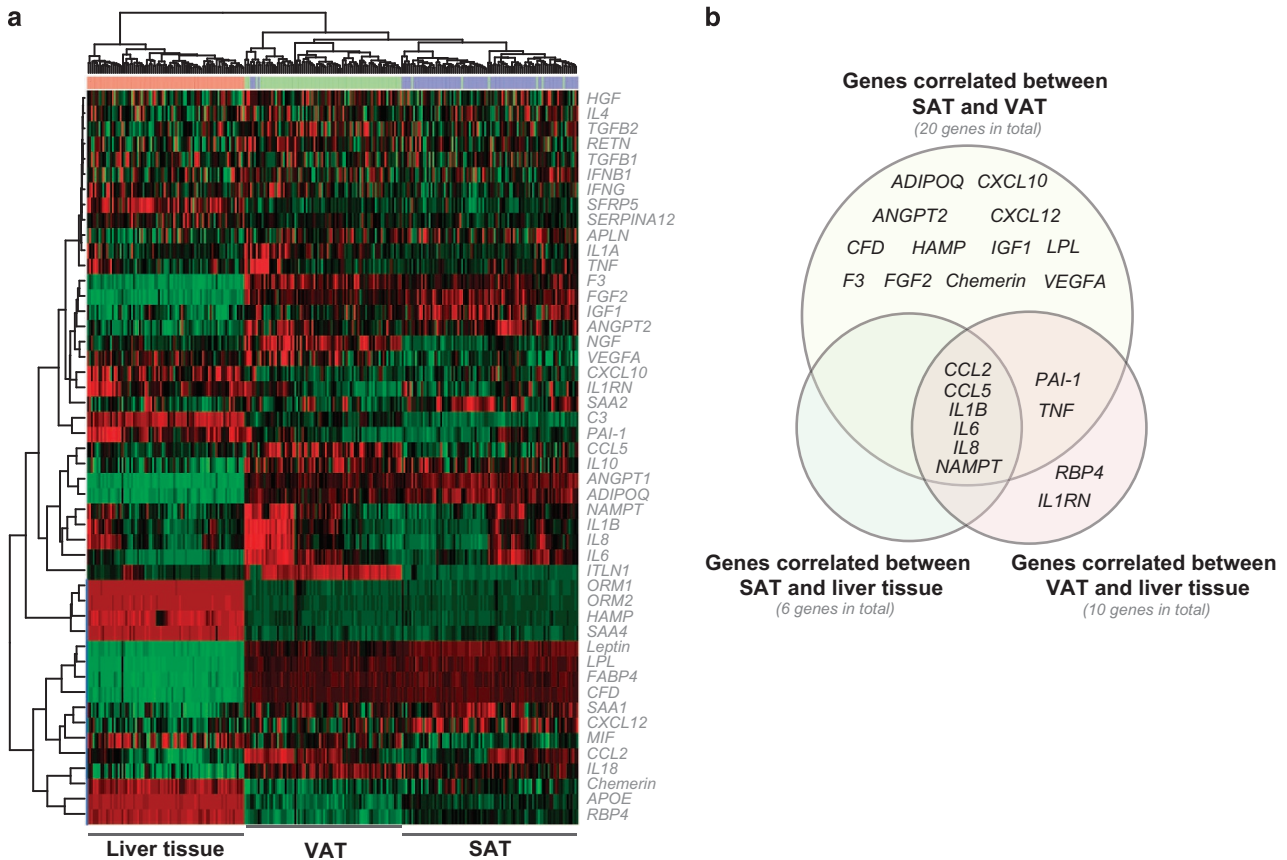 a
HGF
IL4
TGFB2
RETN
TGFB1
IFNB1
IFNG
SFRP5
SERPINA12
APLN
IL1A
TNF
F3
FGF2
IGF1
ANGPT2
NGF
VEGFA
CXCL10
IL1RN
SAA2
C3
PAI-1
CCL5
IL10
ANGPT1
ADIPOQ
NAMPT
IL1B
IL8
IL6
ITLN1
ORM1
ORM2
HAMP
SAA4
Leptin
LPL
FABP4
CFD
SAA1
CXCL12
MIF
CCL2
IL18
Chemerin
APOE
RBP4
Liver tissue VAT SAT
b
Genes correlated between
SAT and VAT
(20 genes in total)
ADIPOQ CXCL10
ANGPT2 CXCL12
CFD HAMP IGF1 LPL
F3 FGF2 Chemerin VEGFA
CCL2
CCL5
IL1B
IL6
IL8
NAMPT
PAI-1
TNF
RBP4
IL1RN
Genes correlated between
SAT and liver tissue
(6 genes in total)
Genes correlated between
VAT and liver tissue
(10 genes in total)